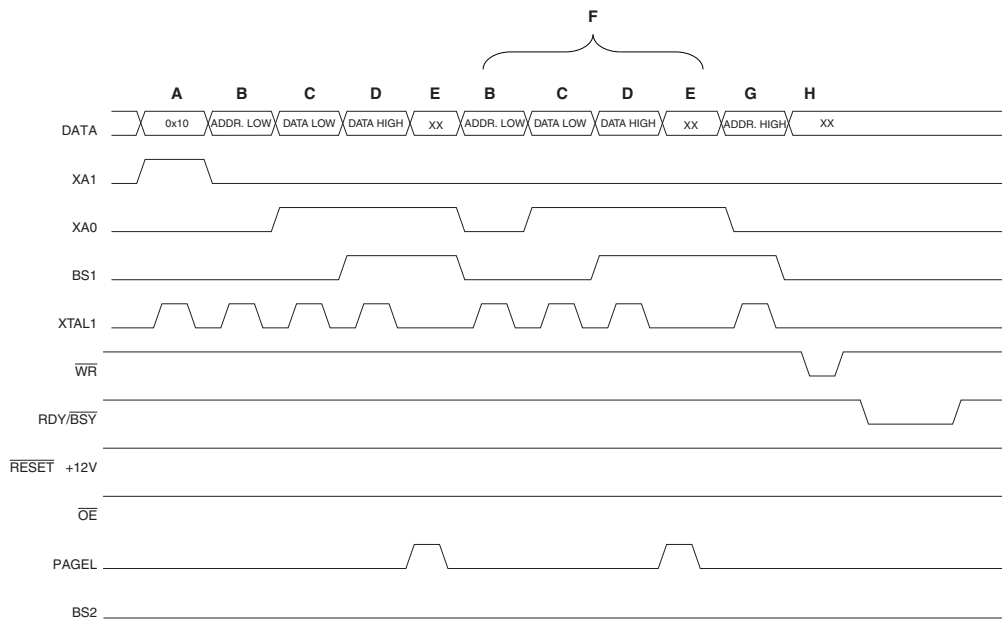 F
A B C D E B C D E G H
DATA 0x10 ADDR. LOW DATA LOW DATA HIGH XX ADDR. LOW DATA LOW DATA HIGH XX ADDR. HIGH XX
XA1
XA0
BS1
XTAL1
WR
RDY/BSY
RESET +12V
OE
PAGEL
BS2